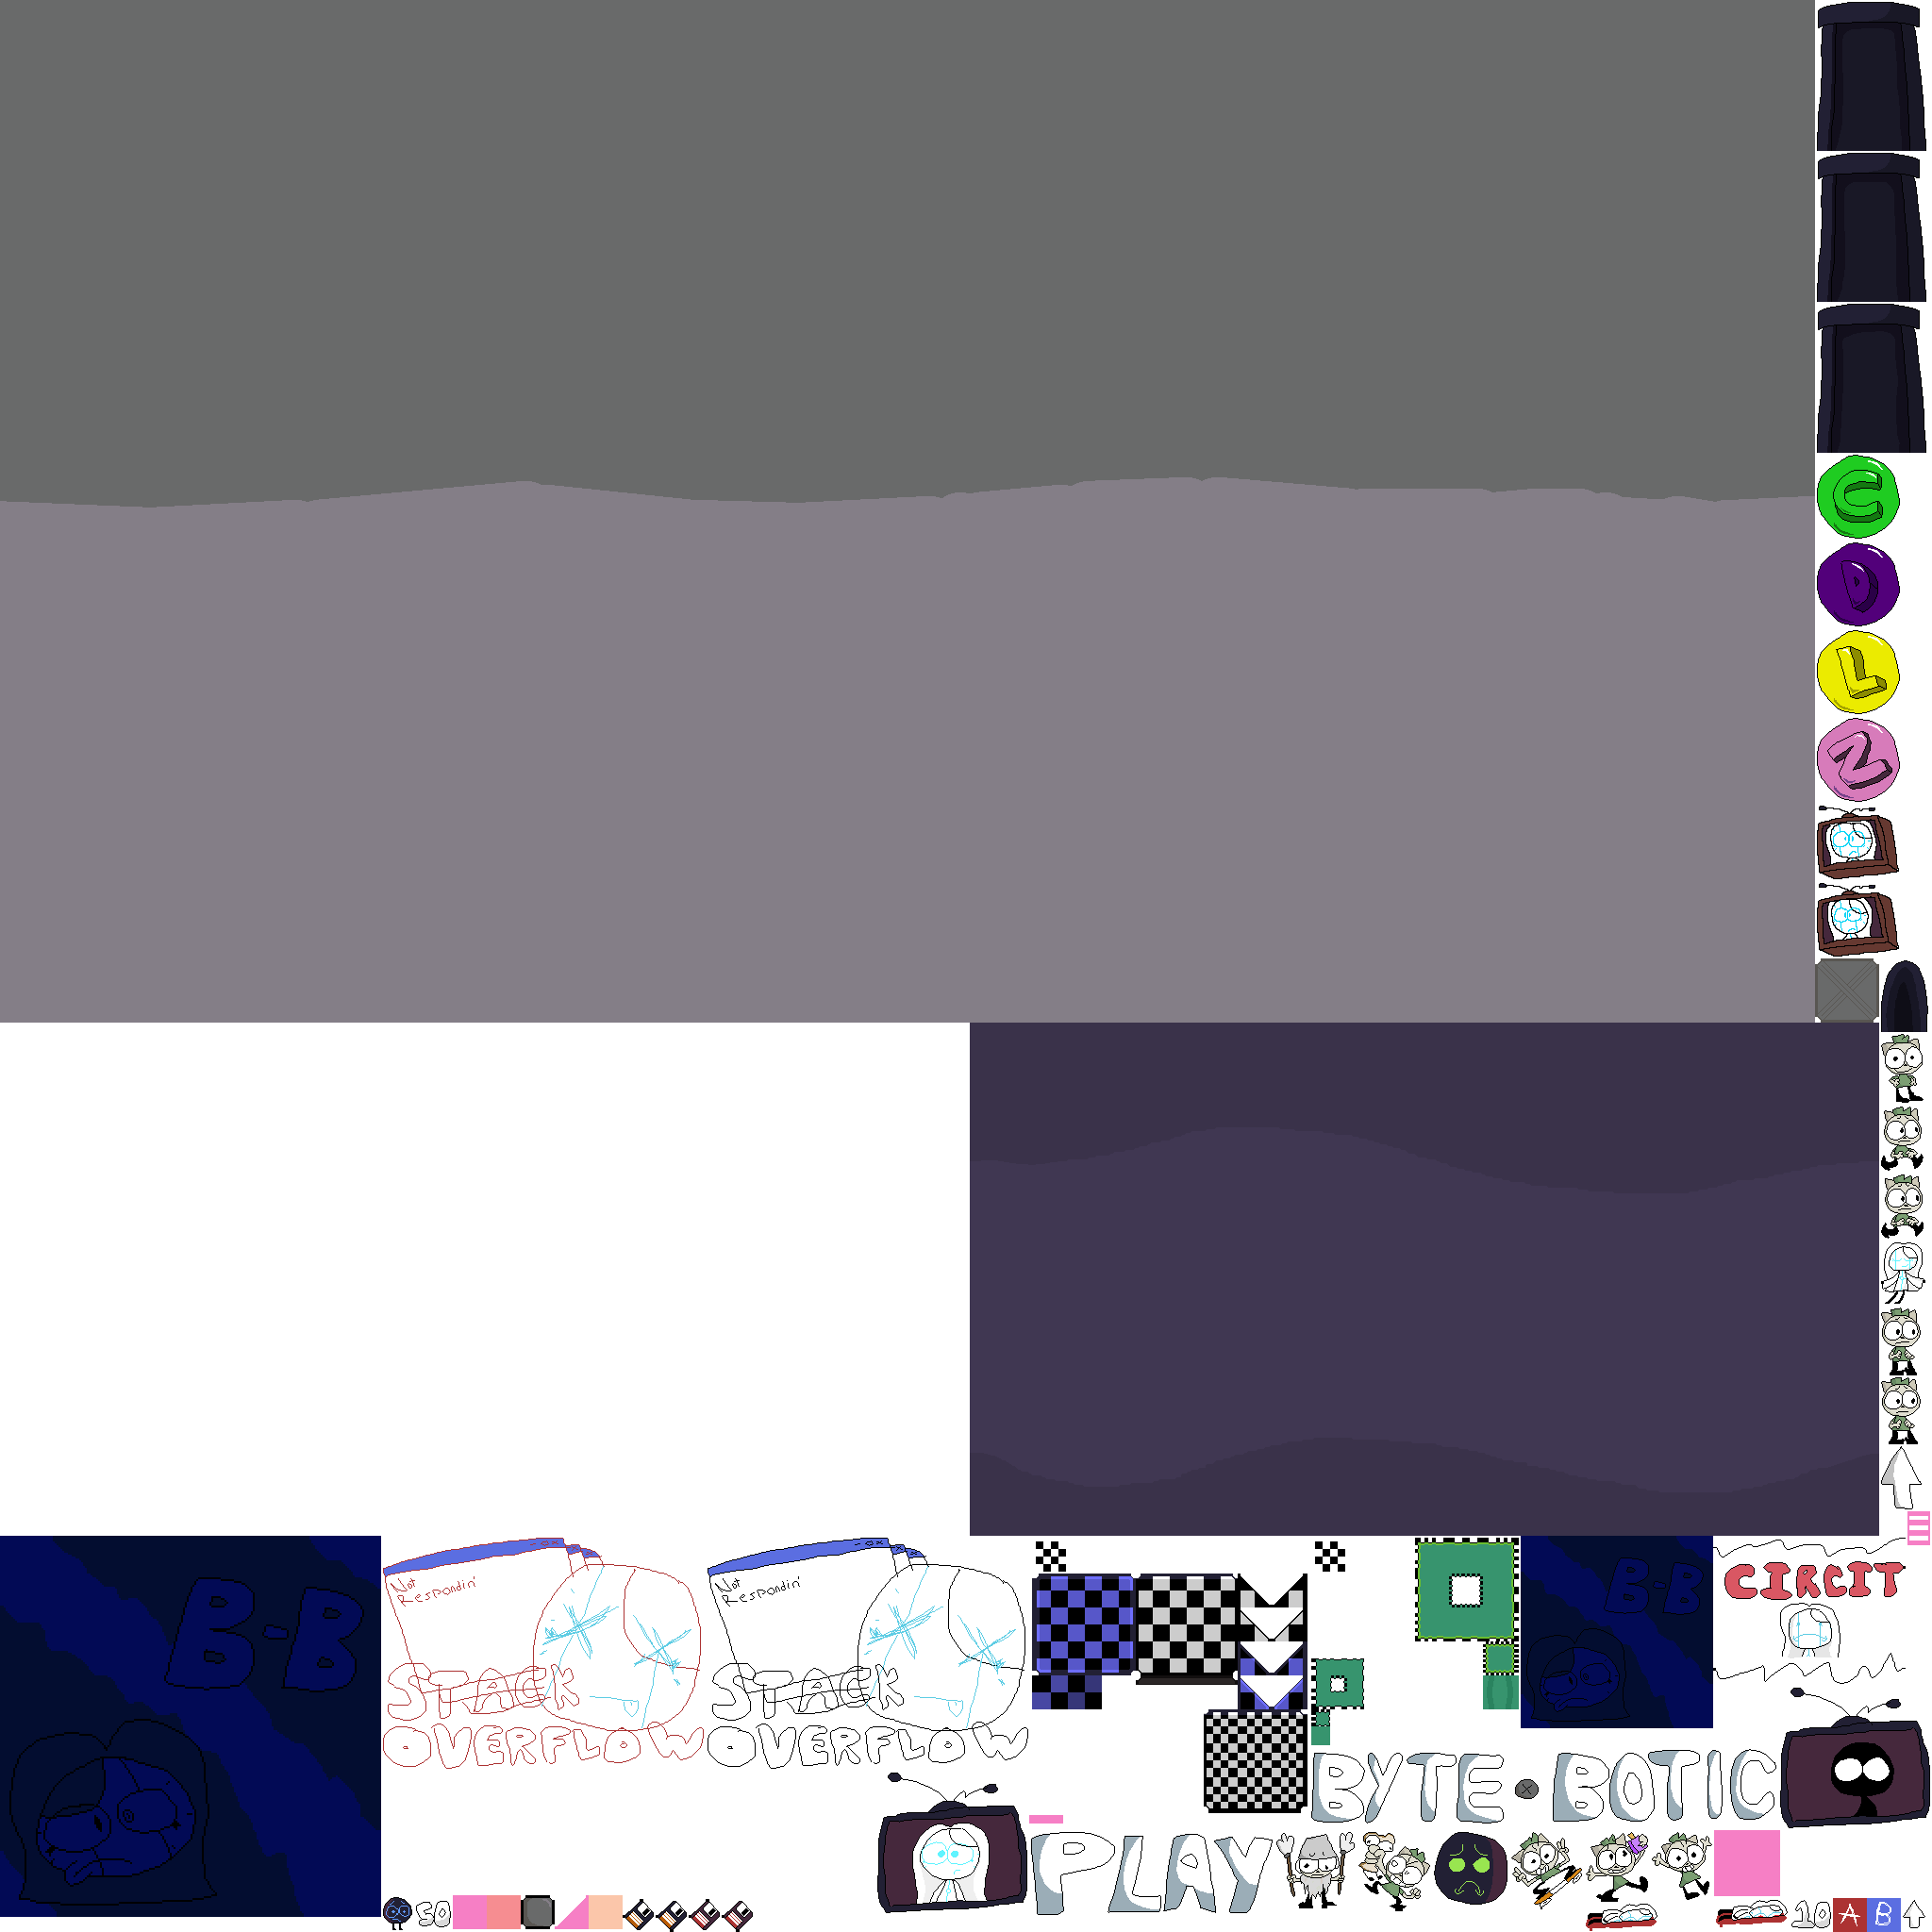 C
D
L
Z
B-B
Not
Respondin'
STACK
OVERFLOW
Not
Respondin'
STACK
OVERFLOW
B-B
CIRCIT
BYTE BOTIC
PLAY
50
10 A B